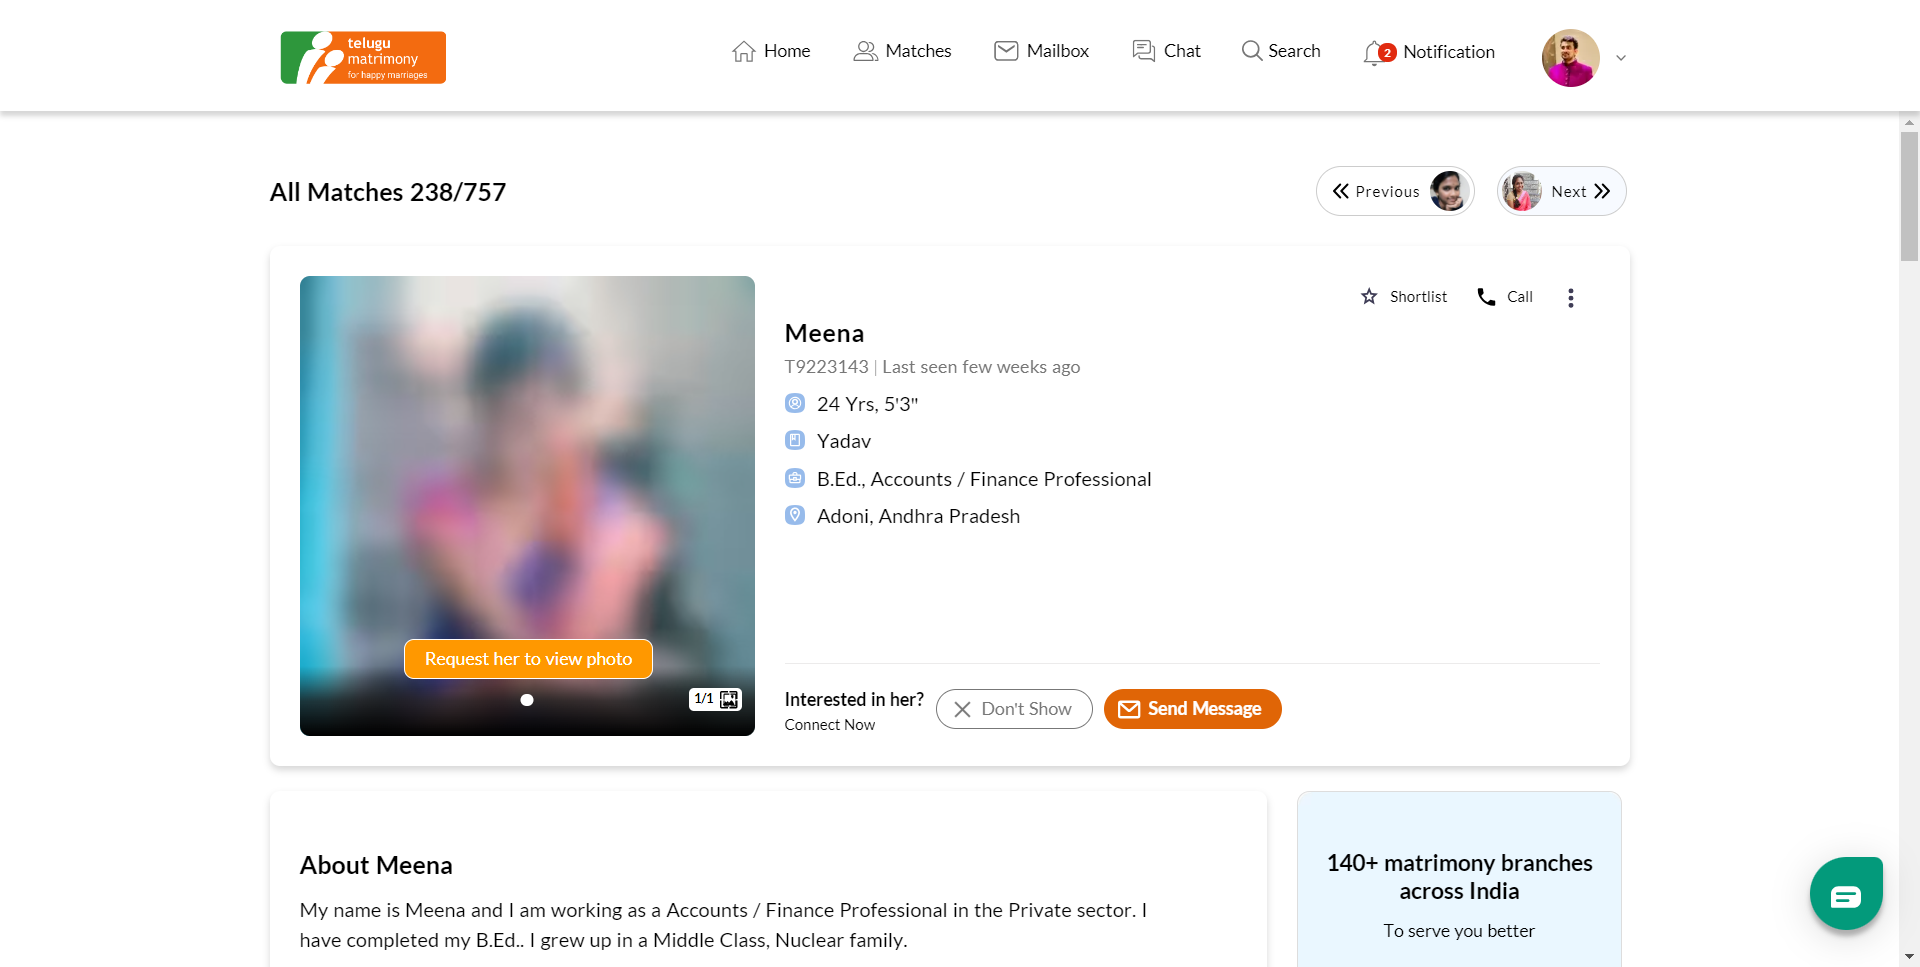 telugu
matrimony
for happy marriages
Home
Matches
Mailbox
Chat
Search
2
Notification
All Matches 238/757
Previous
Next
Shortlist
Call
Meena
T9223143 | Last seen few weeks ago
24 Yrs, 5'3"
Yadav
B.Ed., Accounts / Finance Professional
Adoni, Andhra Pradesh
Request her to view photo
1/1
Interested in her?
Connect Now
Don't Show
Send Message
About Meena
My name is Meena and I am working as a Accounts / Finance Professional in the Private sector. I
have completed my B.Ed.. I grew up in a Middle Class, Nuclear family.
140+ matrimony branches
across India
To serve you better